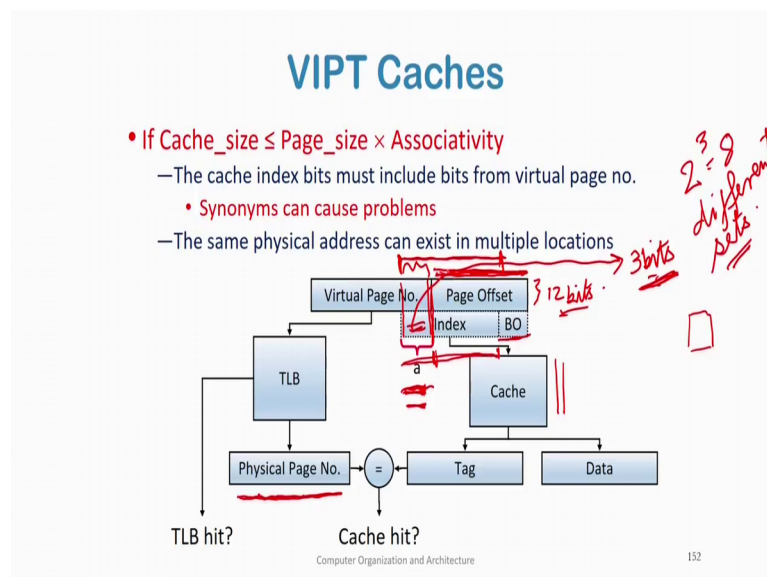 VIPT Caches
• If Cache_size ≤ Page_size × Associativity
—The cache index bits must include bits from virtual page no.
• Synonyms can cause problems
—The same physical address can exist in multiple locations
2³ = 8
different
sets.
3bits
Virtual Page No.
Page Offset
12 bits.
Index
BO
a
TLB
Cache
Physical Page No.
=
Tag
Data
TLB hit?
Cache hit?
Computer Organization and Architecture
152